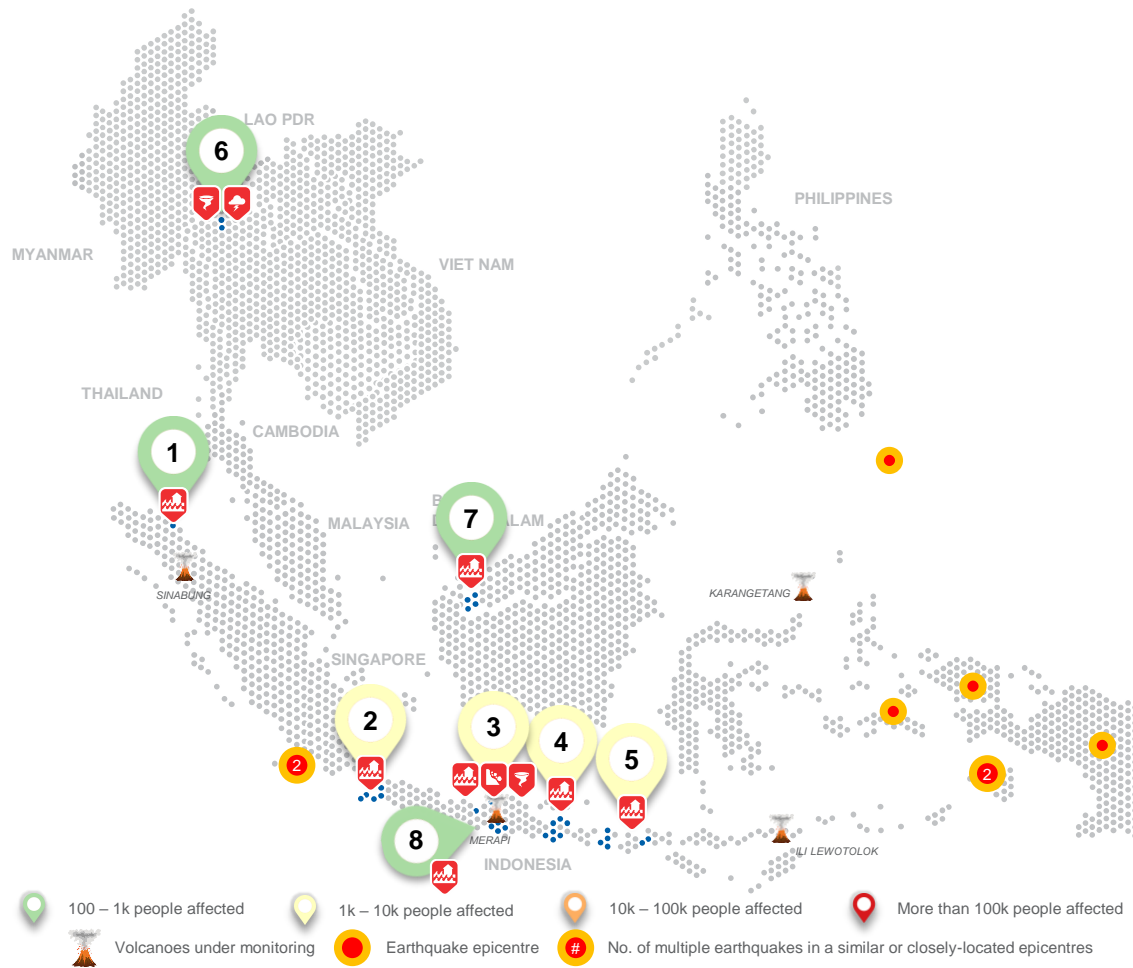 LAO PDR
6
PHILIPPINES
MYANMAR
VIET NAM
THAILAND
CAMBODIA
1
B
7
MALAYSIA
ALAM
SINABUNG
KARANGETANG
SINGAPORE
2
3
4
5
2
2
8
MERAPI
INDONESIA
ILI LEWOTOLOK
100 – 1k people affected
1k – 10k people affected
10k – 100k people affected
More than 100k people affected
Volcanoes under monitoring
Earthquake epicentre
#
No. of multiple earthquakes in a similar or closely-located epicentres